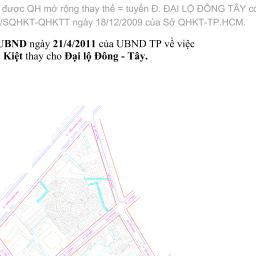 được QH mở rộng thay thế = tuyến Đ. ĐẠI LỘ ĐÔNG TÂY
/SQHKT-QHKTT ngày 18/12/2009 của Sở QHKT-TP.HCM.
UBND ngày 21/4/2011 của UBND TP về việc
Kiệt thay cho Đại lộ Đông - Tây.